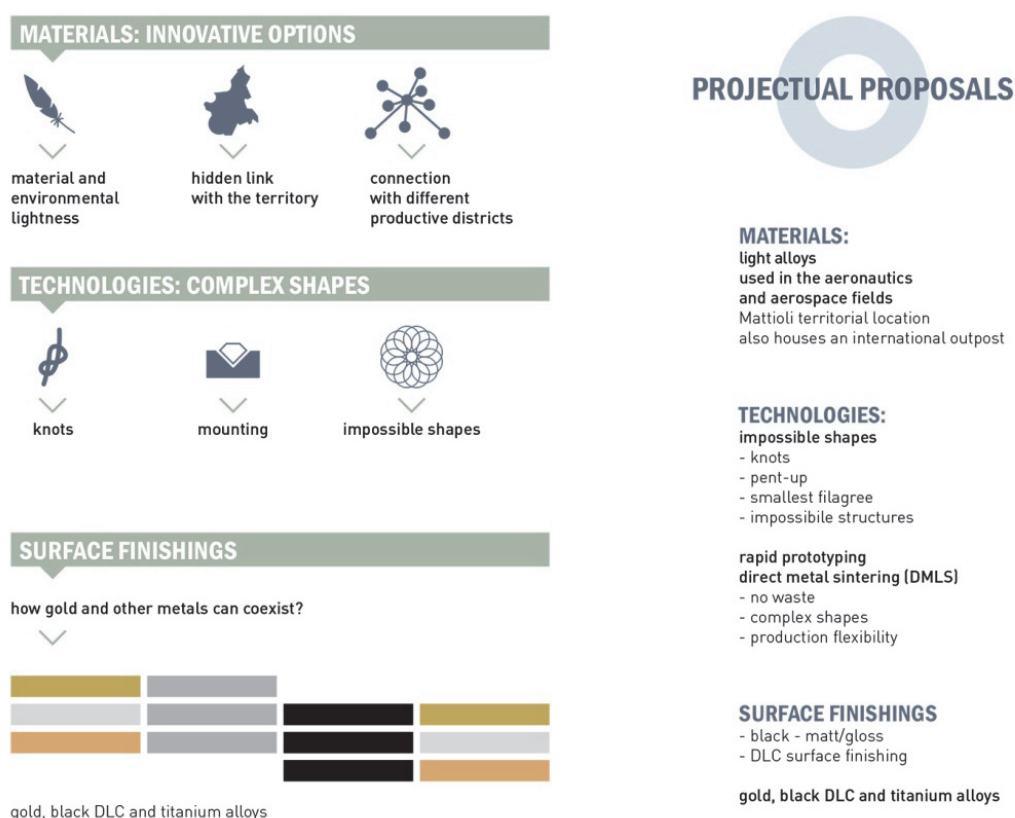 MATERIALS: INNOVATIVE OPTIONS
material and
environmental
lightness
hidden link
with the territory
connection
with different
productive districts
TECHNOLOGIES: COMPLEX SHAPES
knots
mounting
impossible shapes
SURFACE FINISHINGS
how gold and other metals can coexist?
gold, black DLC and titanium alloys
PROJECTUAL PROPOSALS
MATERIALS:
light alloys
used in the aeronautics
and aerospace fields
Mattioli territorial location
also houses an international outpost
TECHNOLOGIES:
impossible shapes
- knots
- pent-up
- smallest filagree
- impossibile structures
rapid prototyping
direct metal sintering (DMLS)
- no waste
- complex shapes
- production flexibility
SURFACE FINISHINGS
- black - matt/gloss
- DLC surface finishing
gold, black DLC and titanium alloys